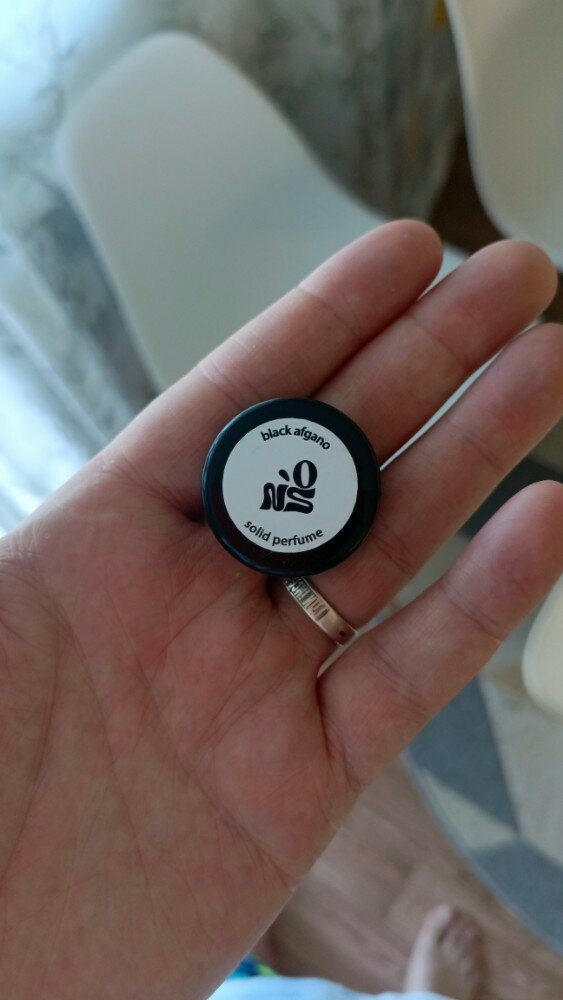 black afgano
solid perfume